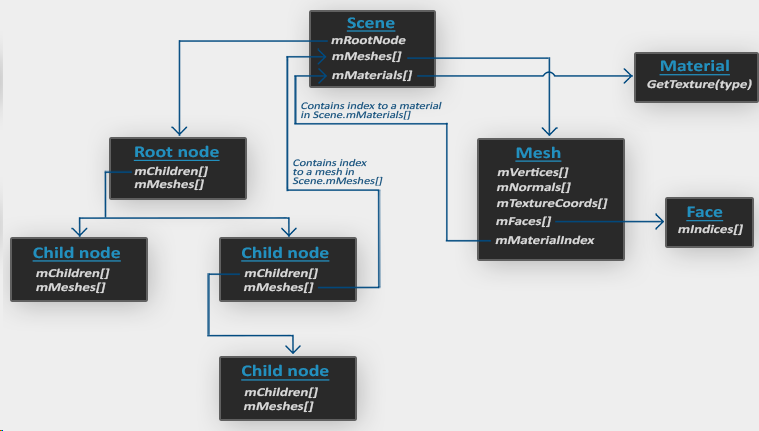 Scene
mRootNode
mMeshes[]
mMaterials[]
Material
GetTexture(type)
Contains index to a material
in Scene.mMaterials[]
Root node
mChildren[]
mMeshes[]
Contains index
to a mesh in
Scene.mMeshes[]
Mesh
mVertices[]
mNormals[]
mTextureCoords[]
mFaces[]
mMaterialIndex
Face
mIndices[]
Child node
mChildren[]
mMeshes[]
Child node
mChildren[]
mMeshes[]
Child node
mChildren[]
mMeshes[]